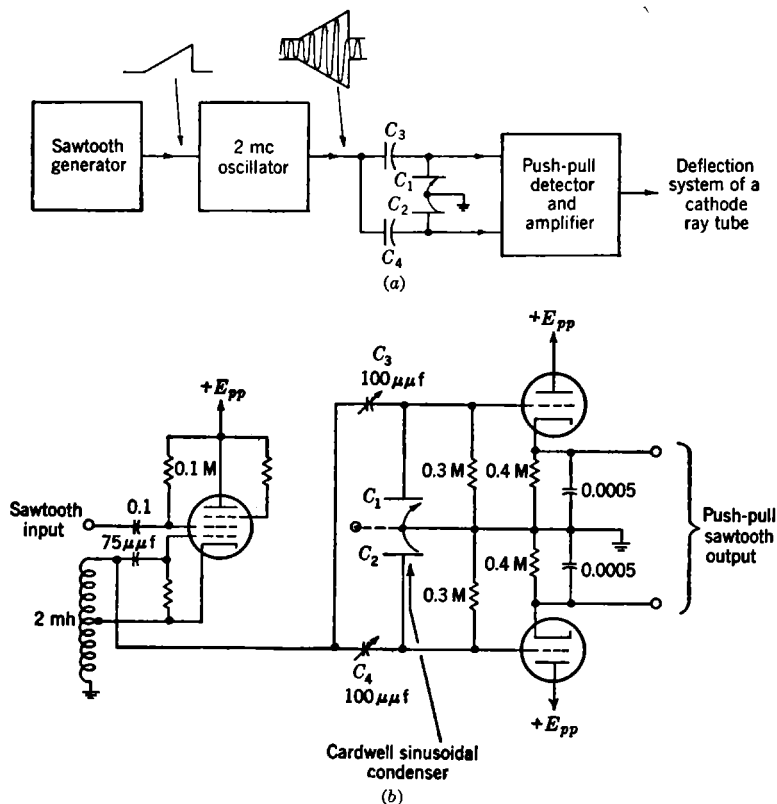 Sawtooth
generator
2 mc
oscillator
C3
C1
C2
C4
Push-pull
detector
and
amplifier
Deflection
system of a
cathode
ray tube
(a)
+Epp
+Epp
C3
100μμf
0.1 M
Sawtooth
input
0.1
75μμf
2 mh
C1
C2
0.3 M
0.4 M
0.0005
0.3 M
0.4 M
0.0005
Push-pull
sawtooth
output
C4
100μμf
+Epp
Cardwell sinusoidal
condenser
(b)